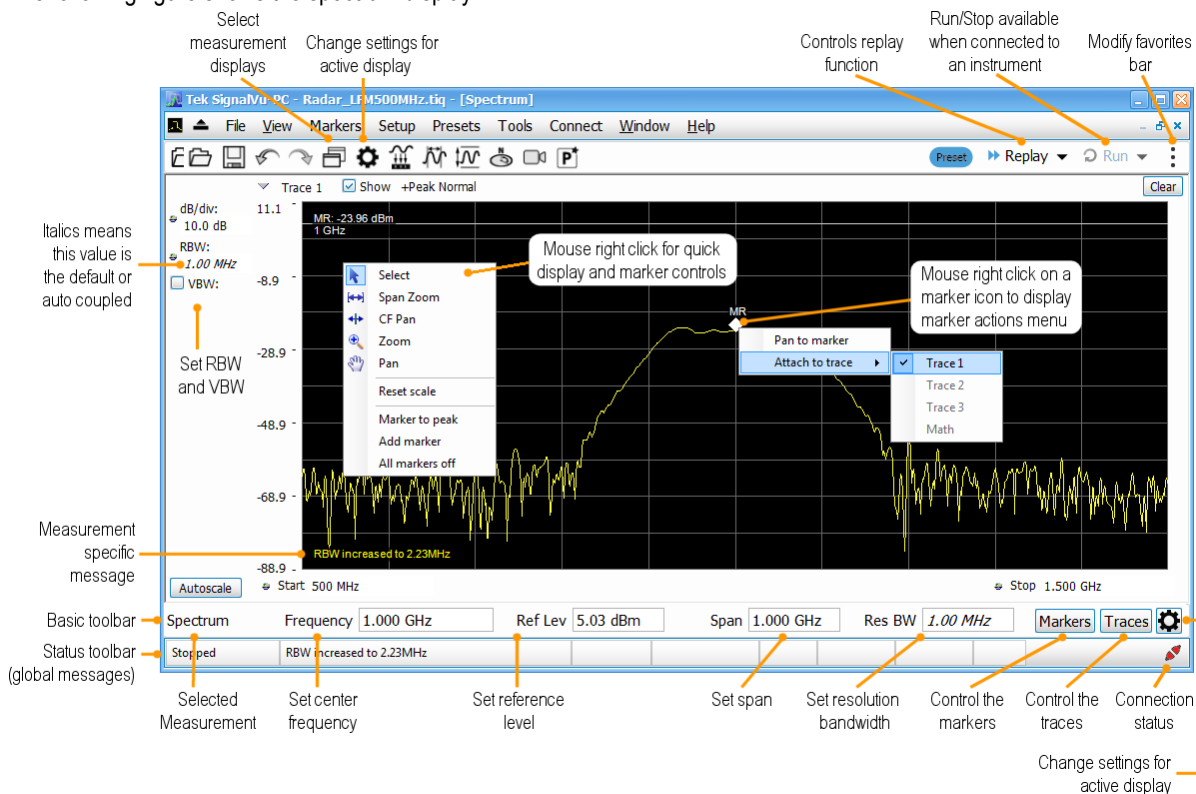 Select
measurement
displays
Change settings for
active display
Controls replay
function
Run/Stop available
when connected to
an instrument
Modify favorites
bar
Tek SignalVu-PC - Radar_LFM500MHz.tiq - [Spectrum]
File View Markers Setup Presets Tools Connect Window Help
Preset Replay Run
Trace 1 Show +Peak Normal Clear
dB/div:
10.0 dB
RBW:
1.00 MHz
VBW:
Italics means
this value is
the default or
auto coupled
Set RBW
and VBW
11.1
-8.9
-28.9
-48.9
-68.9
-88.9
MR: -23.96 dBm
1 GHz
Mouse right click for quick
display and marker controls
Select
Span Zoom
CF Pan
Zoom
Pan
Reset scale
Marker to peak
Add marker
All markers off
Mouse right click on a
marker icon to display
marker actions menu
MR
Pan to marker
Attach to trace
Trace 1
Trace 2
Trace 3
Math
Measurement
specific
message
RBW increased to 2.23MHz
Autoscale Start 500 MHz Stop 1.500 GHz
Basic toolbar
Spectrum Frequency 1.000 GHz Ref Lev 5.03 dBm Span 1.000 GHz Res BW 1.00 MHz Markers Traces
Status toolbar
(global messages)
Stopped RBW increased to 2.23MHz
Selected
Measurement
Set center
frequency
Set reference
level
Set span
Set resolution
bandwidth
Control the
markers
Control the
traces
Connection
status
Change settings for
active display